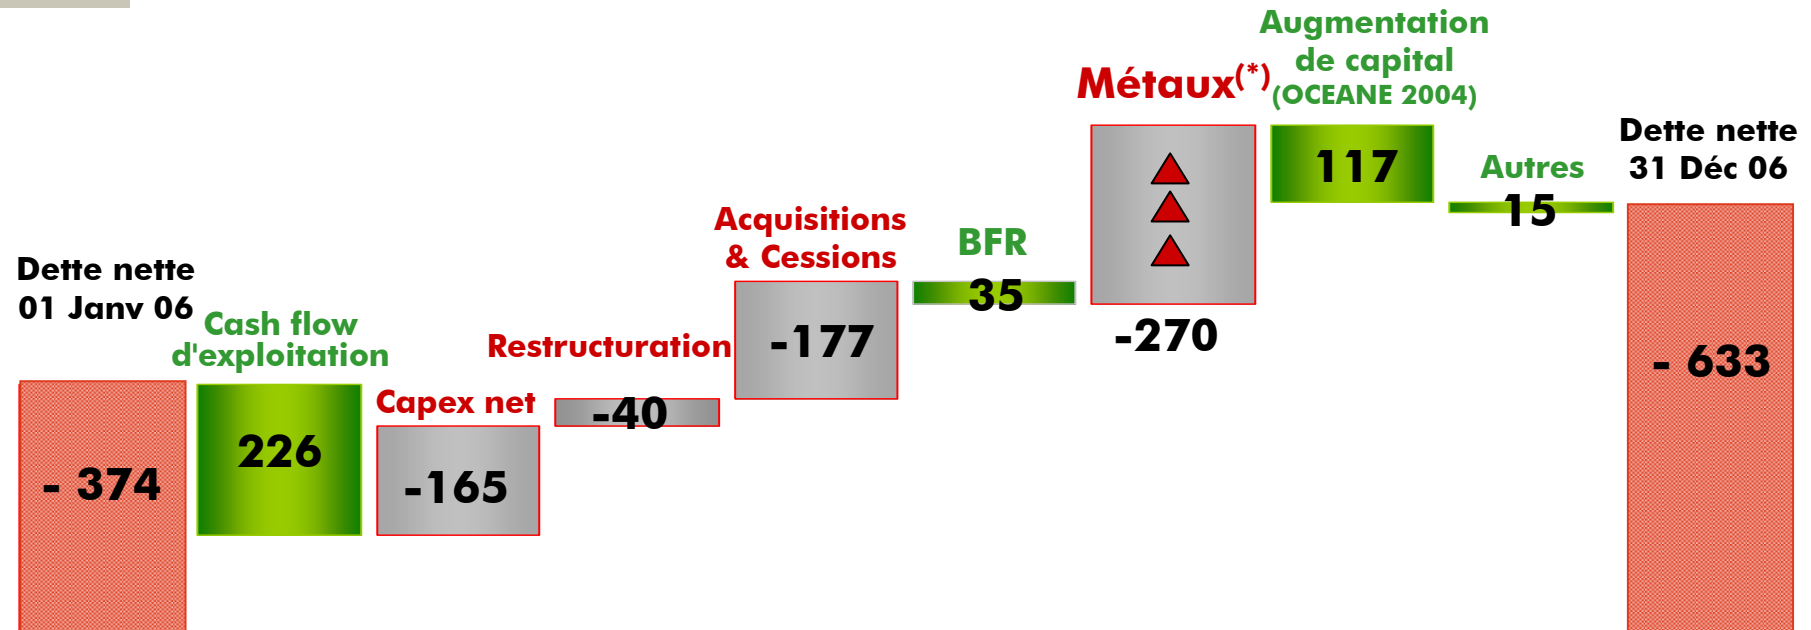 Dette nette
01 Janv 06
- 374
Cash flow
d'exploitation
226
Capex net
-165
Restructuration
-40
Acquisitions
& Cessions
-177
BFR
35
Métaux(*)
-270
Augmentation
de capital
(OCEANE 2004)
117
Autres
15
Dette nette
31 Déc 06
- 633